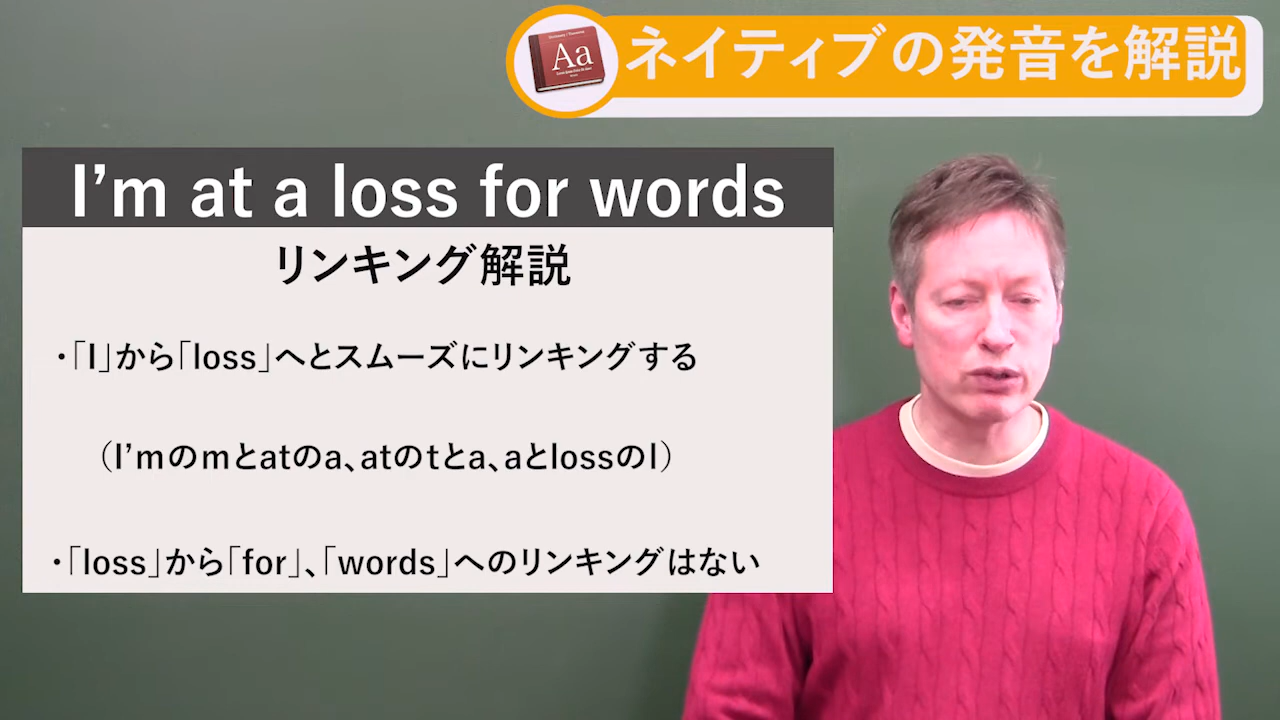 ネイティブの発音を解説
Aa
I’m at a loss for words
リンキング解説
・「I」から「loss」へとスムーズにリンキングする
（I’mのmとatのa、atのtとa、aとlossのl）
・「loss」から「for」、「words」へのリンキングはない